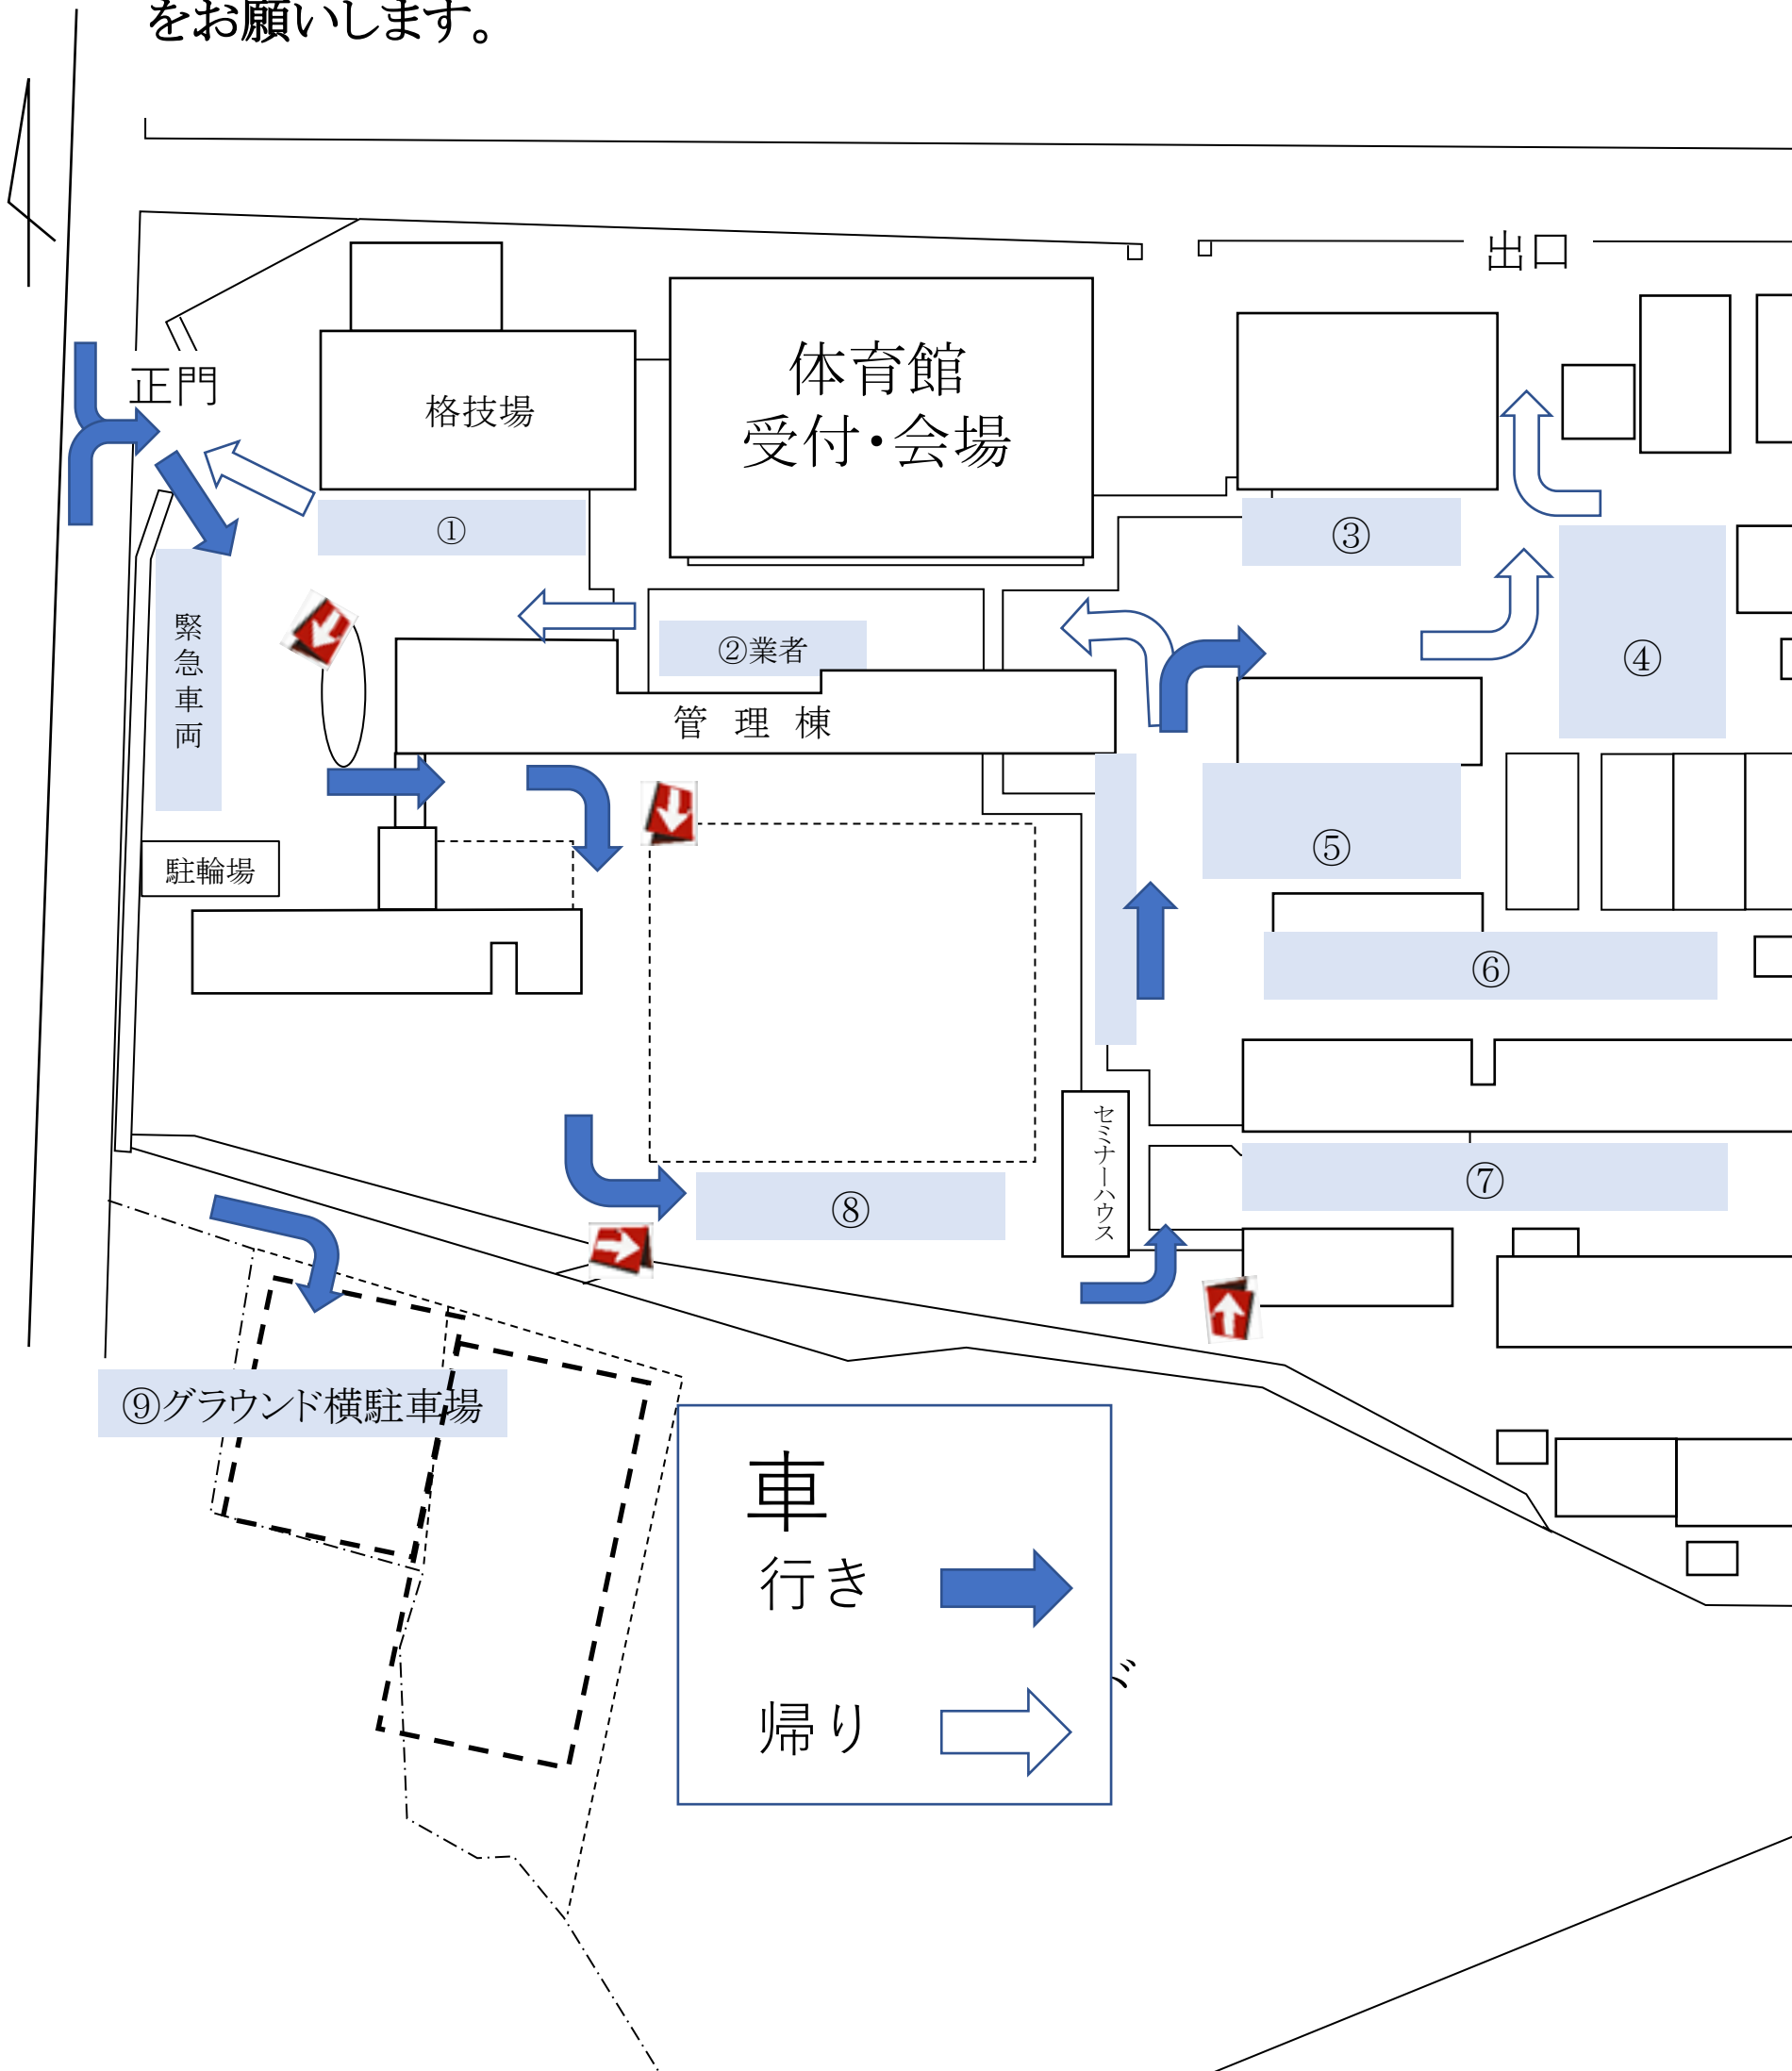 をお願いします。
出口
正門
格技場
体育館
受付・会場
①
③
緊急車両
②業者
④
管 理 棟
⑤
駐輪場
⑥
セミナーハウス
⑦
⑧
⑨グラウンド横駐車場
車
行き
帰り